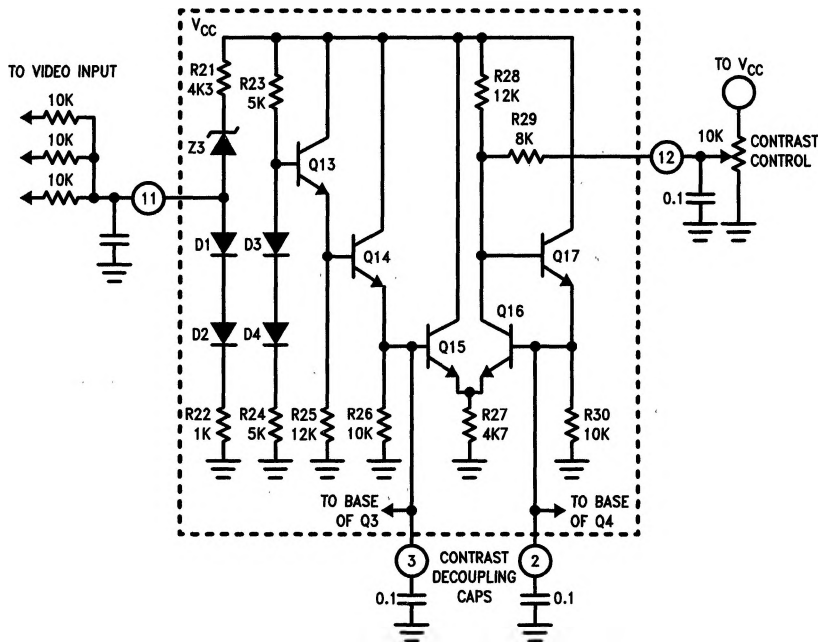 VCC
TO VIDEO INPUT
10K
10K
10K
11
R21
4K3
Z3
D1
D2
R22
1K
R23
5K
D3
D4
R24
5K
Q13
R25
12K
Q14
R26
10K
Q15
R27
4K7
Q16
Q17
R28
12K
R29
8K
R30
10K
12
TO VCC
10K
CONTRAST
CONTROL
0.1
TO BASE
OF Q3
TO BASE
OF Q4
3
CONTRAST
DECOUPLING
CAPS
2
0.1
0.1